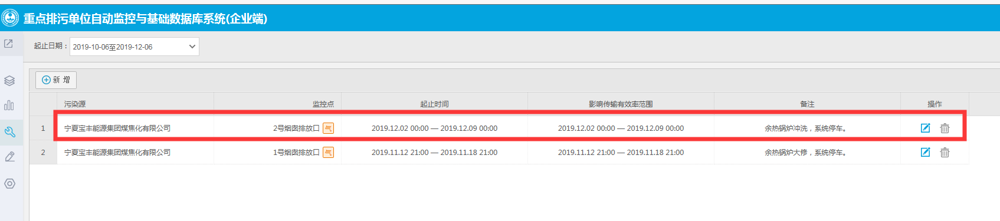 重点排污单位自动监控与基础数据库系统(企业端)
起止日期： 2019-10-06至2019-12-06
新 增
污染源 监控点 起止时间 影响传输有效率范围 备注 操作
1 宁夏宝丰能源集团煤焦化有限公司 2号烟囱排放口 气 2019.12.02 00:00 — 2019.12.09 00:00 2019.12.02 00:00 — 2019.12.09 00:00 余热锅炉冲洗，系统停车。
2 宁夏宝丰能源集团煤焦化有限公司 1号烟囱排放口 气 2019.11.12 21:00 — 2019.11.18 21:00 2019.11.12 21:00 — 2019.11.18 21:00 余热锅炉大修，系统停车。